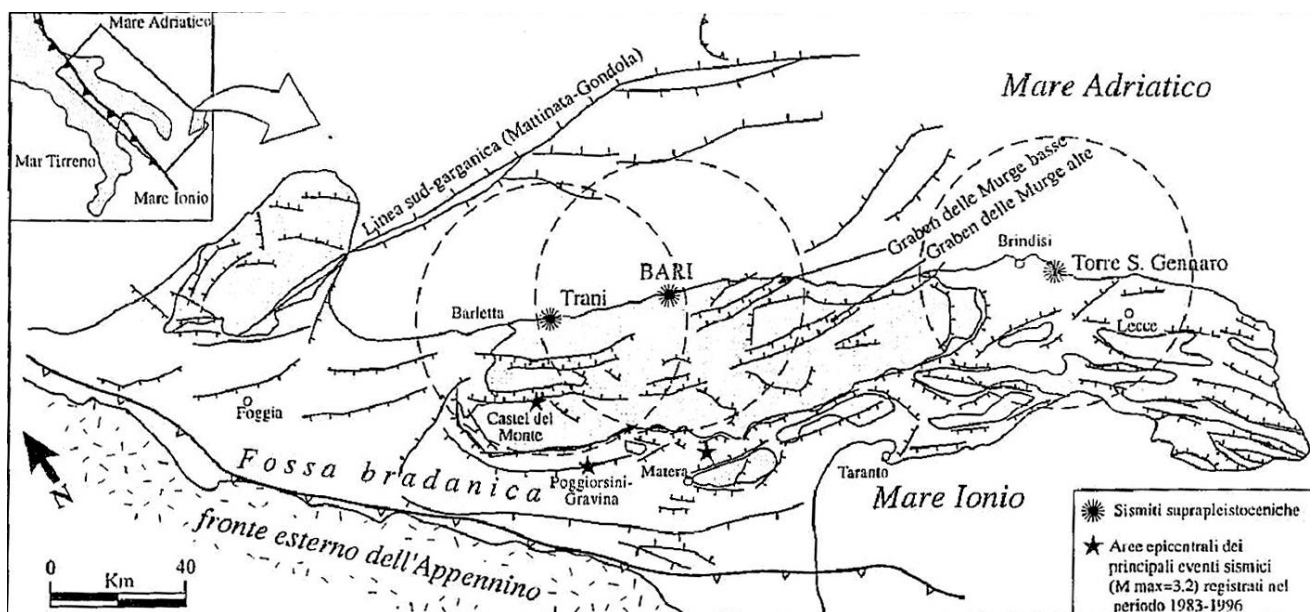 Mare Adriatico
Mar Tirreno
Mare Ionio
Linea sud-garganica (Mattinata-Gondola)
Mare Adriatico
Graben delle Murge basse
Graben delle Murge alte
Brindisi
Torre S. Gennaro
BARI
Trani
Barletta
Lecce
Foggia
Castel del
Monte
Poggiorsini-
Gravina
Matera
Taranto
Fossa bradanica
Mare Ionio
fronte esterno dell'Appennino
N
0 40
Km
Sismiti suprapleistoceniche
Aree epicentrali dei
principali eventi sismici
(M max=3.2) registrati nel
periodo 1983-1996